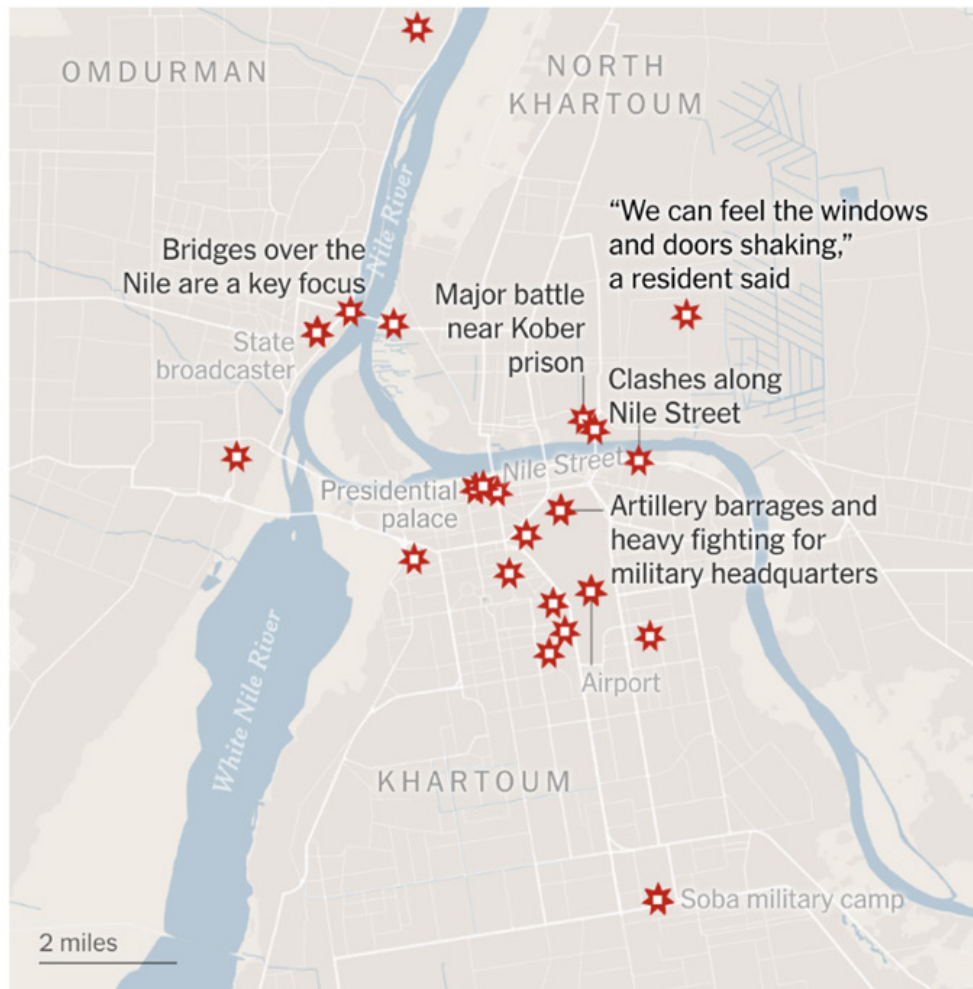 OMDURMAN
NORTH
KHARTOUM
Nile River
“We can feel the windows
and doors shaking,”
a resident said
Bridges over the
Nile are a key focus
Major battle
near Kober
prison
State
broadcaster
Clashes along
Nile Street
Nile Street
Presidential
palace
Artillery barrages and
heavy fighting for
military headquarters
White Nile River
Airport
KHARTOUM
Soba military camp
2 miles